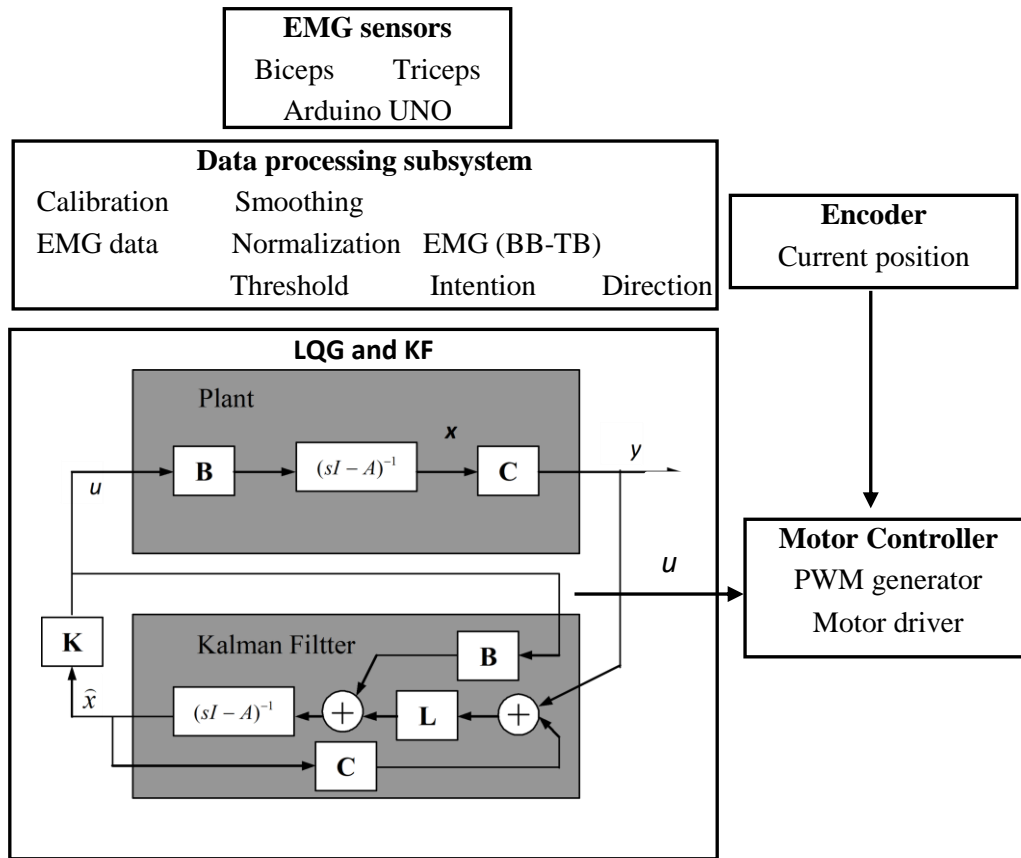 EMG sensors
Biceps Triceps
Arduino UNO
Data processing subsystem
Calibration Smoothing
EMG data Normalization EMG (BB-TB)
Threshold Intention Direction
Encoder
Current position
LQG and KF
Plant
x
y
B
(sI − A)⁻¹
C
u
Motor Controller
PWM generator
Motor driver
u
K
Kalman Filtter
B
x̂
(sI − A)⁻¹
+
L
+
C